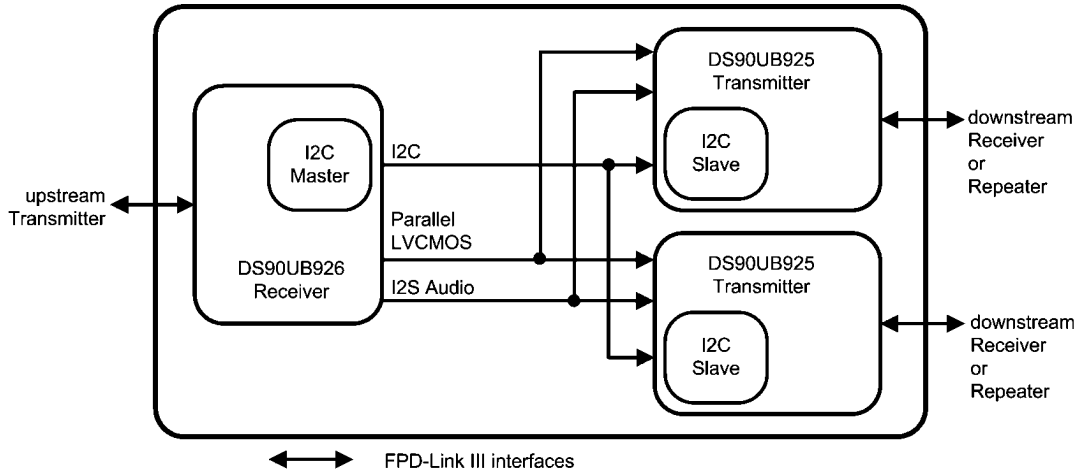 upstream
Transmitter
I2C
Master
DS90UB926
Receiver
I2C
Parallel
LVCMOS
I2S Audio
DS90UB925
Transmitter
I2C
Slave
downstream
Receiver
or
Repeater
DS90UB925
Transmitter
I2C
Slave
downstream
Receiver
or
Repeater
FPD-Link III interfaces